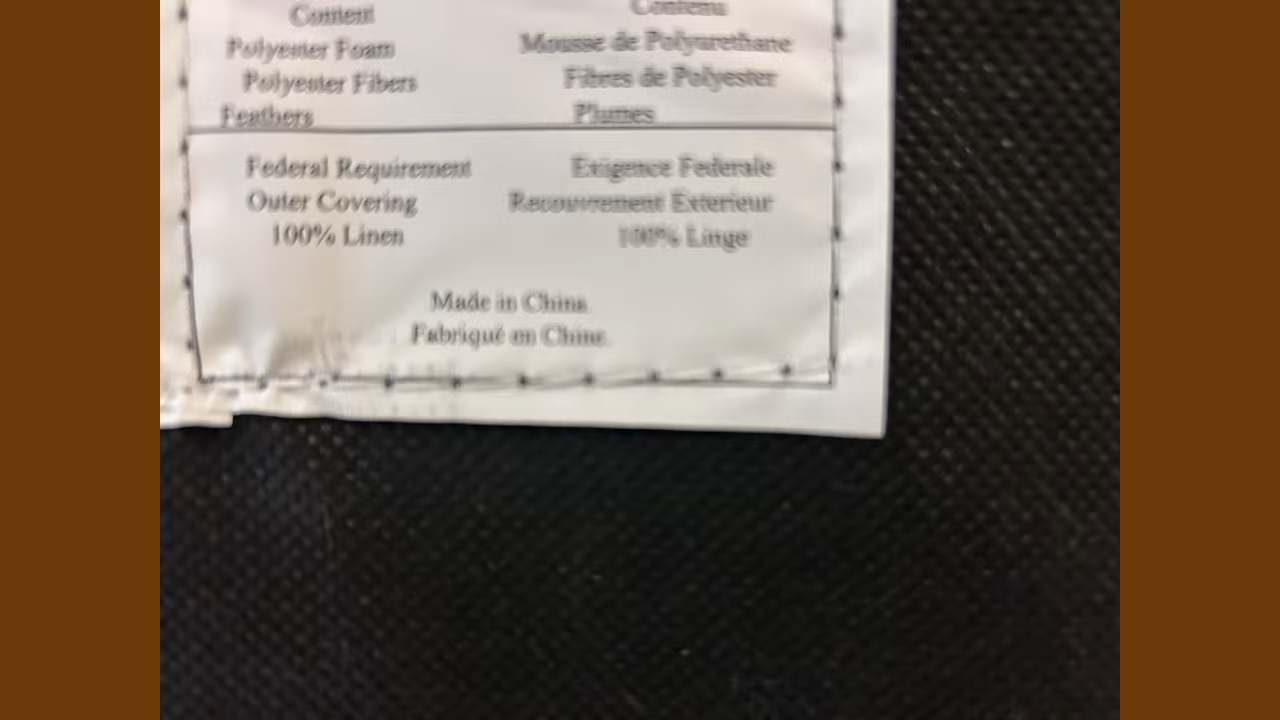 Content Contenu
Polyester Foam Mousse de Polyurethane
Polyester Fibers Fibres de Polyester
Feathers Plumes
Federal Requirement Exigence Federale
Outer Covering Recouvrement Exterieur
100% Linen 100% Linge
Made in China
Fabriqué en Chine